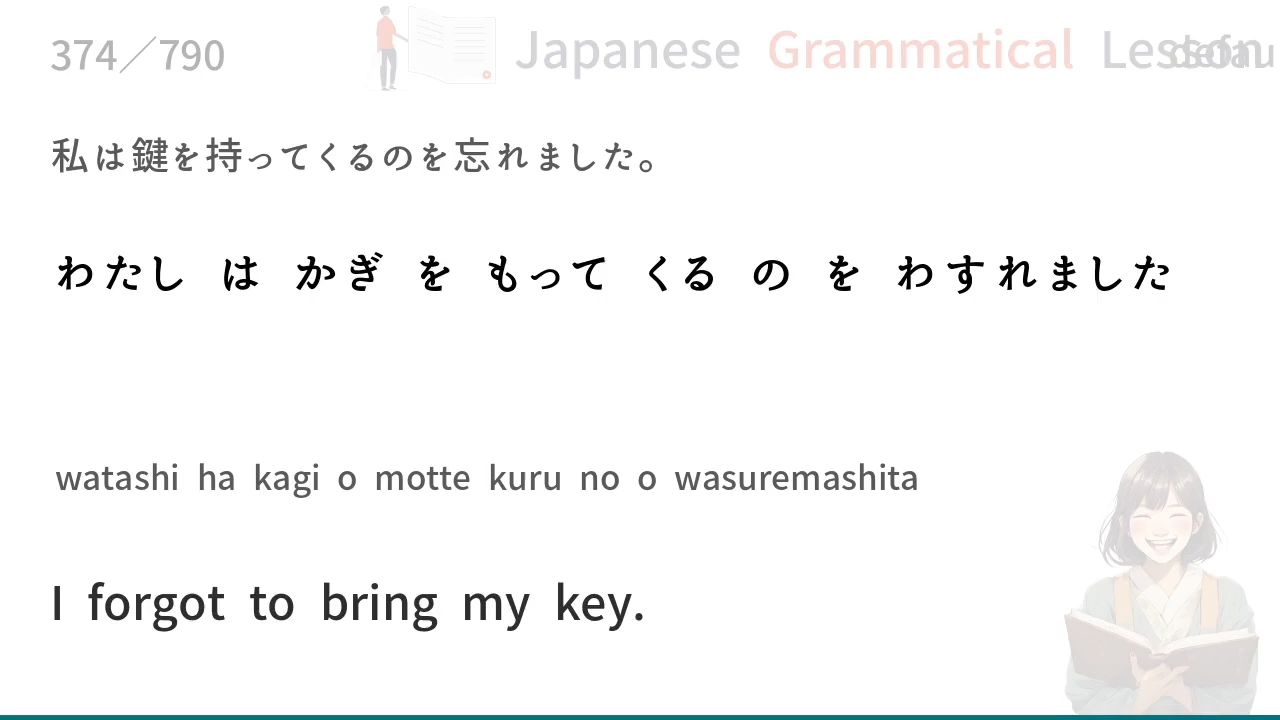 374／790
Japanese Grammatical Lesson
私は鍵を持ってくるのを忘れました。
わたし は かぎ を もって くる の を わすれました
watashi ha kagi o motte kuru no o wasuremashita
I forgot to bring my key.